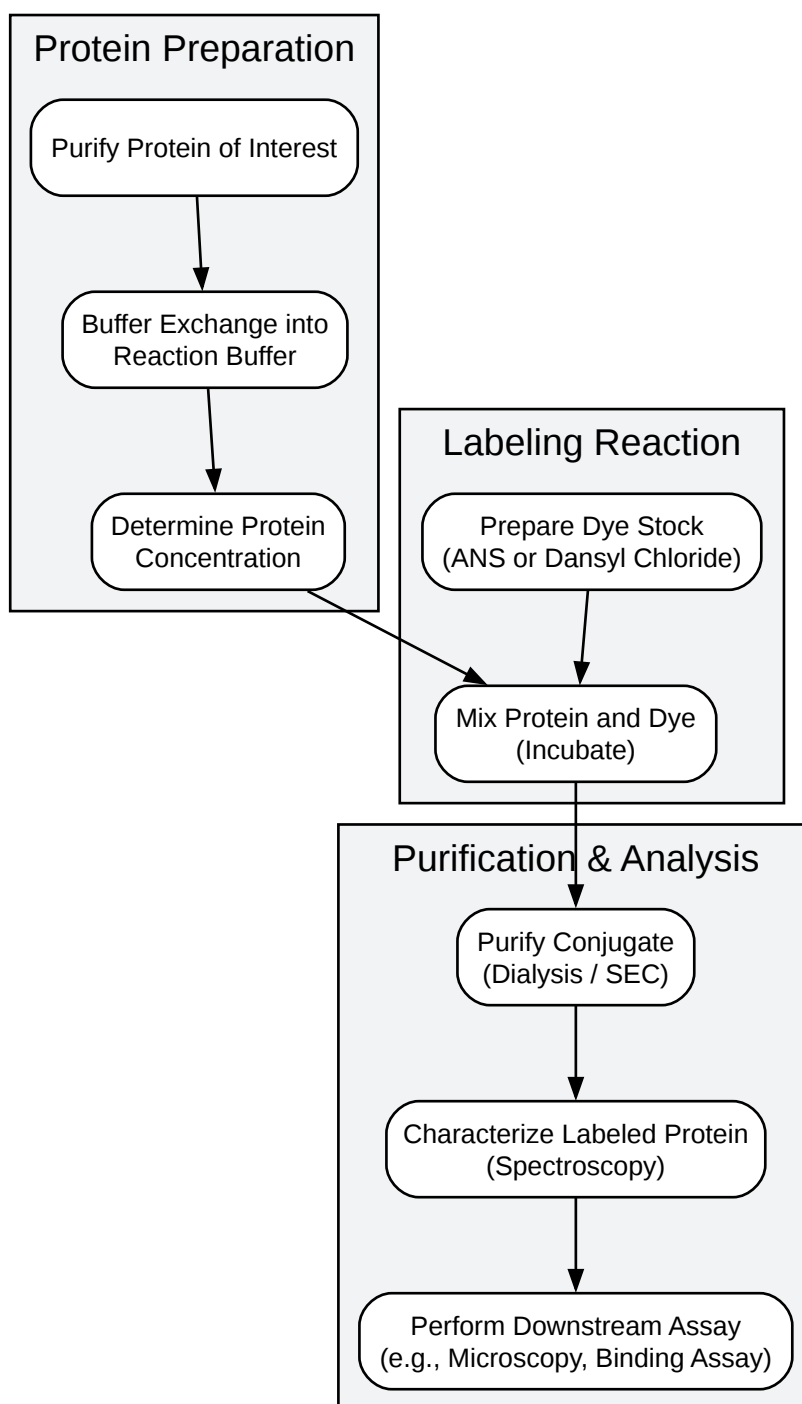 Protein Preparation
Purify Protein of Interest
Buffer Exchange into
Reaction Buffer
Determine Protein
Concentration
Labeling Reaction
Prepare Dye Stock
(ANS or Dansyl Chloride)
Mix Protein and Dye
(Incubate)
Purification & Analysis
Purify Conjugate
(Dialysis / SEC)
Characterize Labeled Protein
(Spectroscopy)
Perform Downstream Assay
(e.g., Microscopy, Binding Assay)